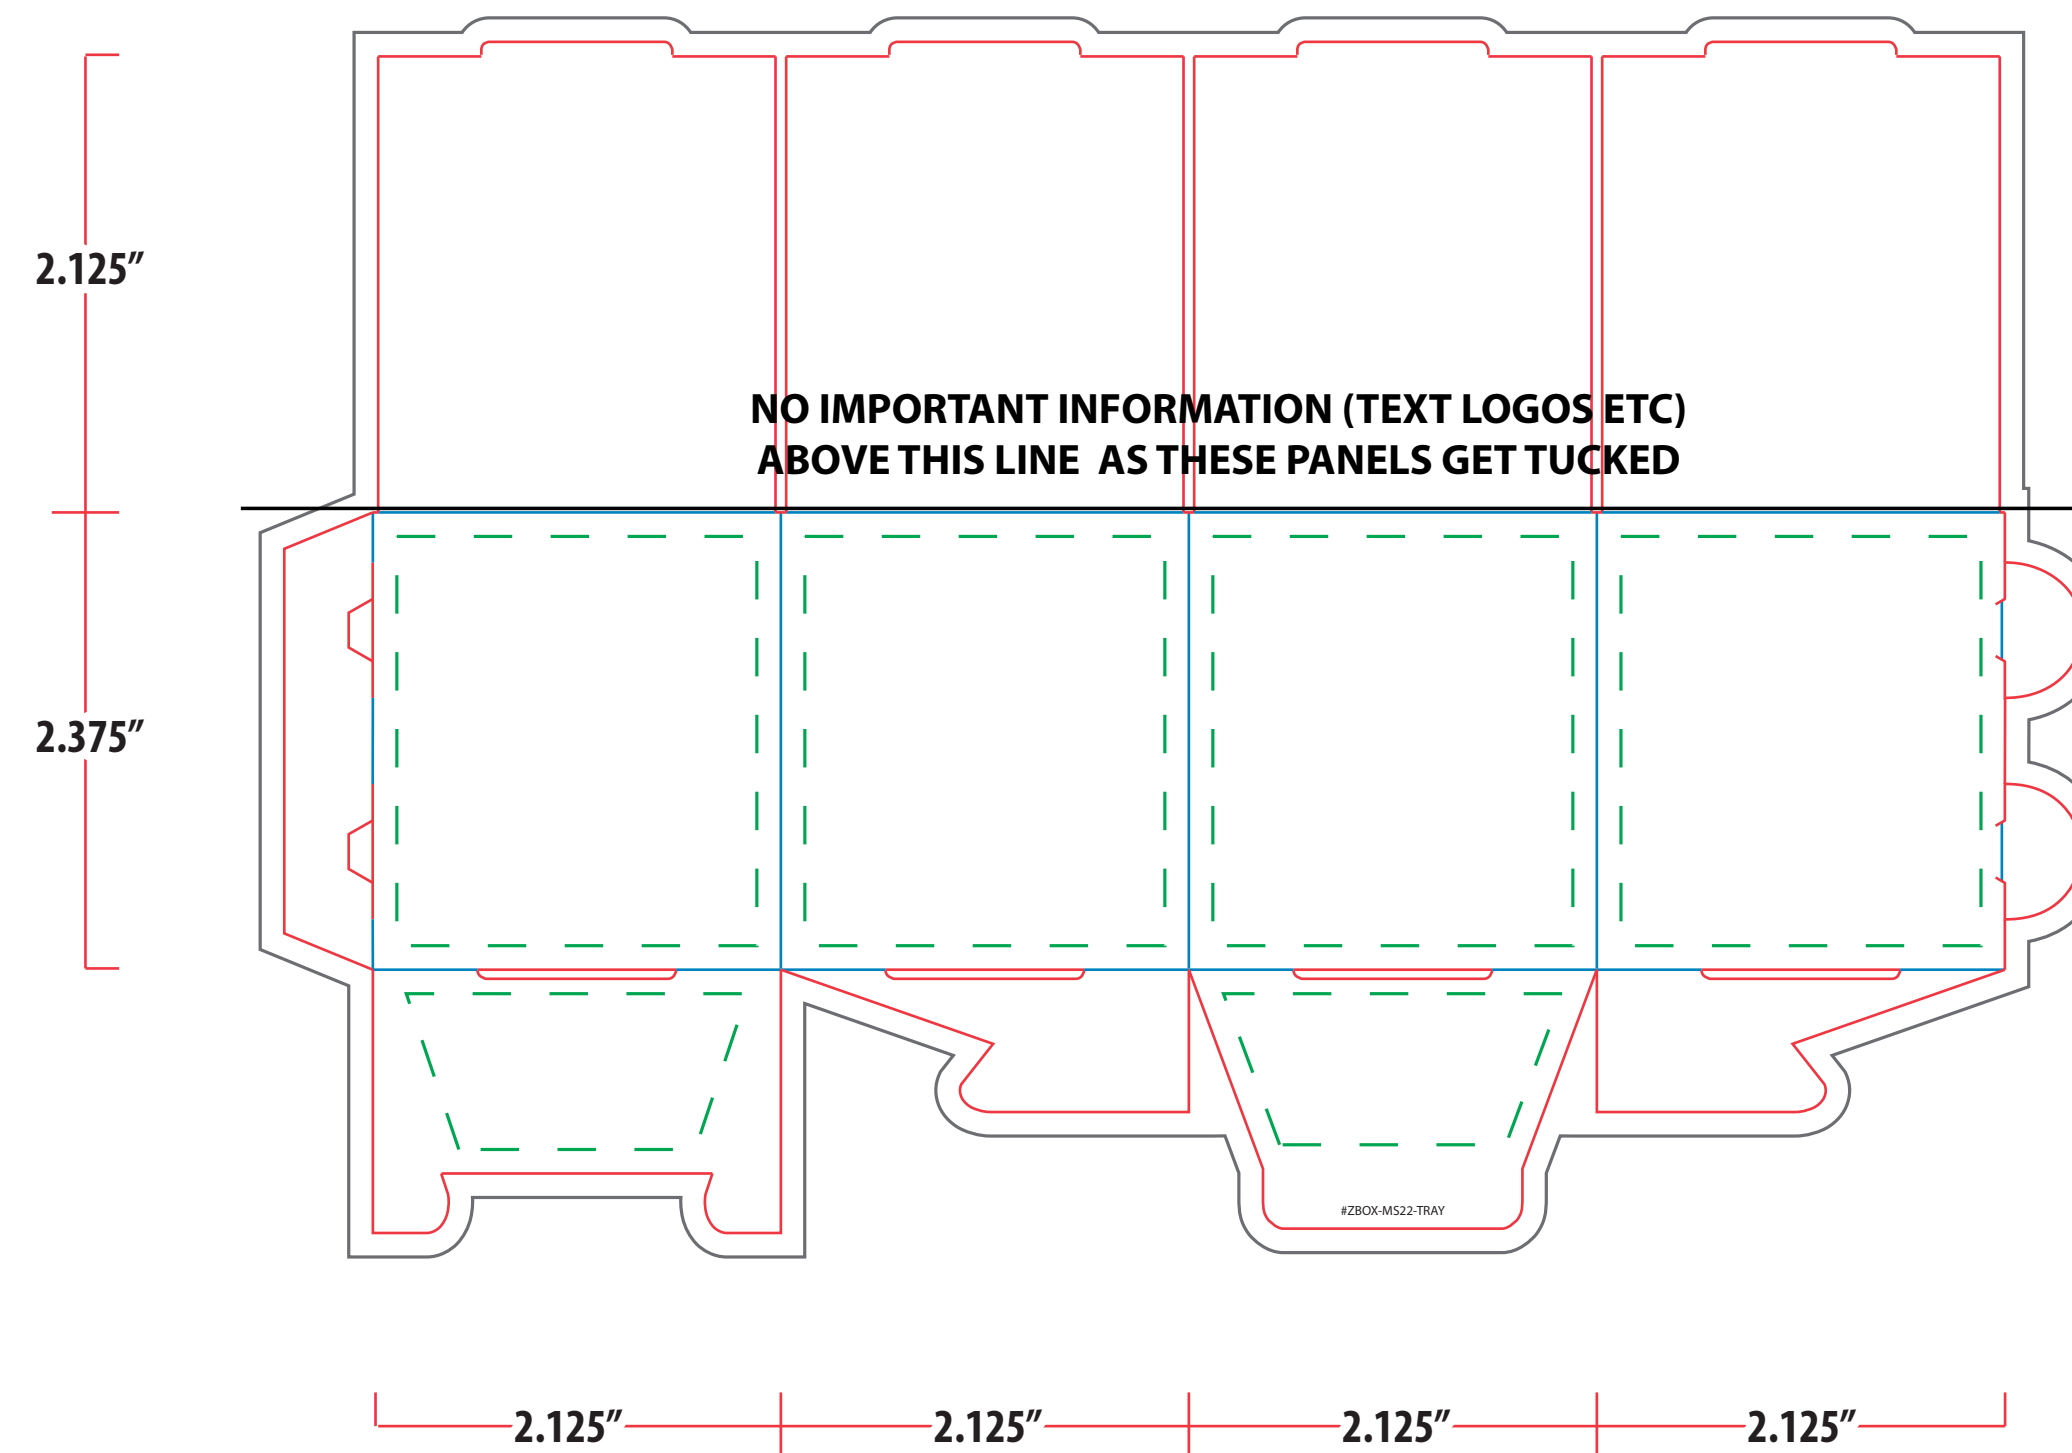 2.125″
NO IMPORTANT INFORMATION (TEXT LOGOS ETC)
ABOVE THIS LINE AS THESE PANELS GET TUCKED
2.375″
#ZBOX-MS22-TRAY
2.125″ 2.125″ 2.125″ 2.125″